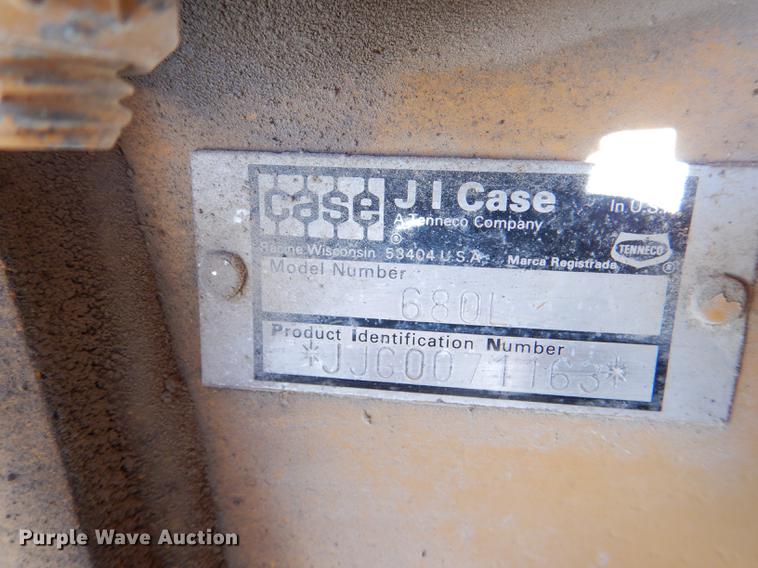 case
J I Case
A Tenneco Company
In U.S.A
®
Racine, Wisconsin 53404 U.S.A.
Marca Registrada
TENNECO
®
Model Number
680L
Product Identification Number
*JJG0071163*
Purple Wave Auction®